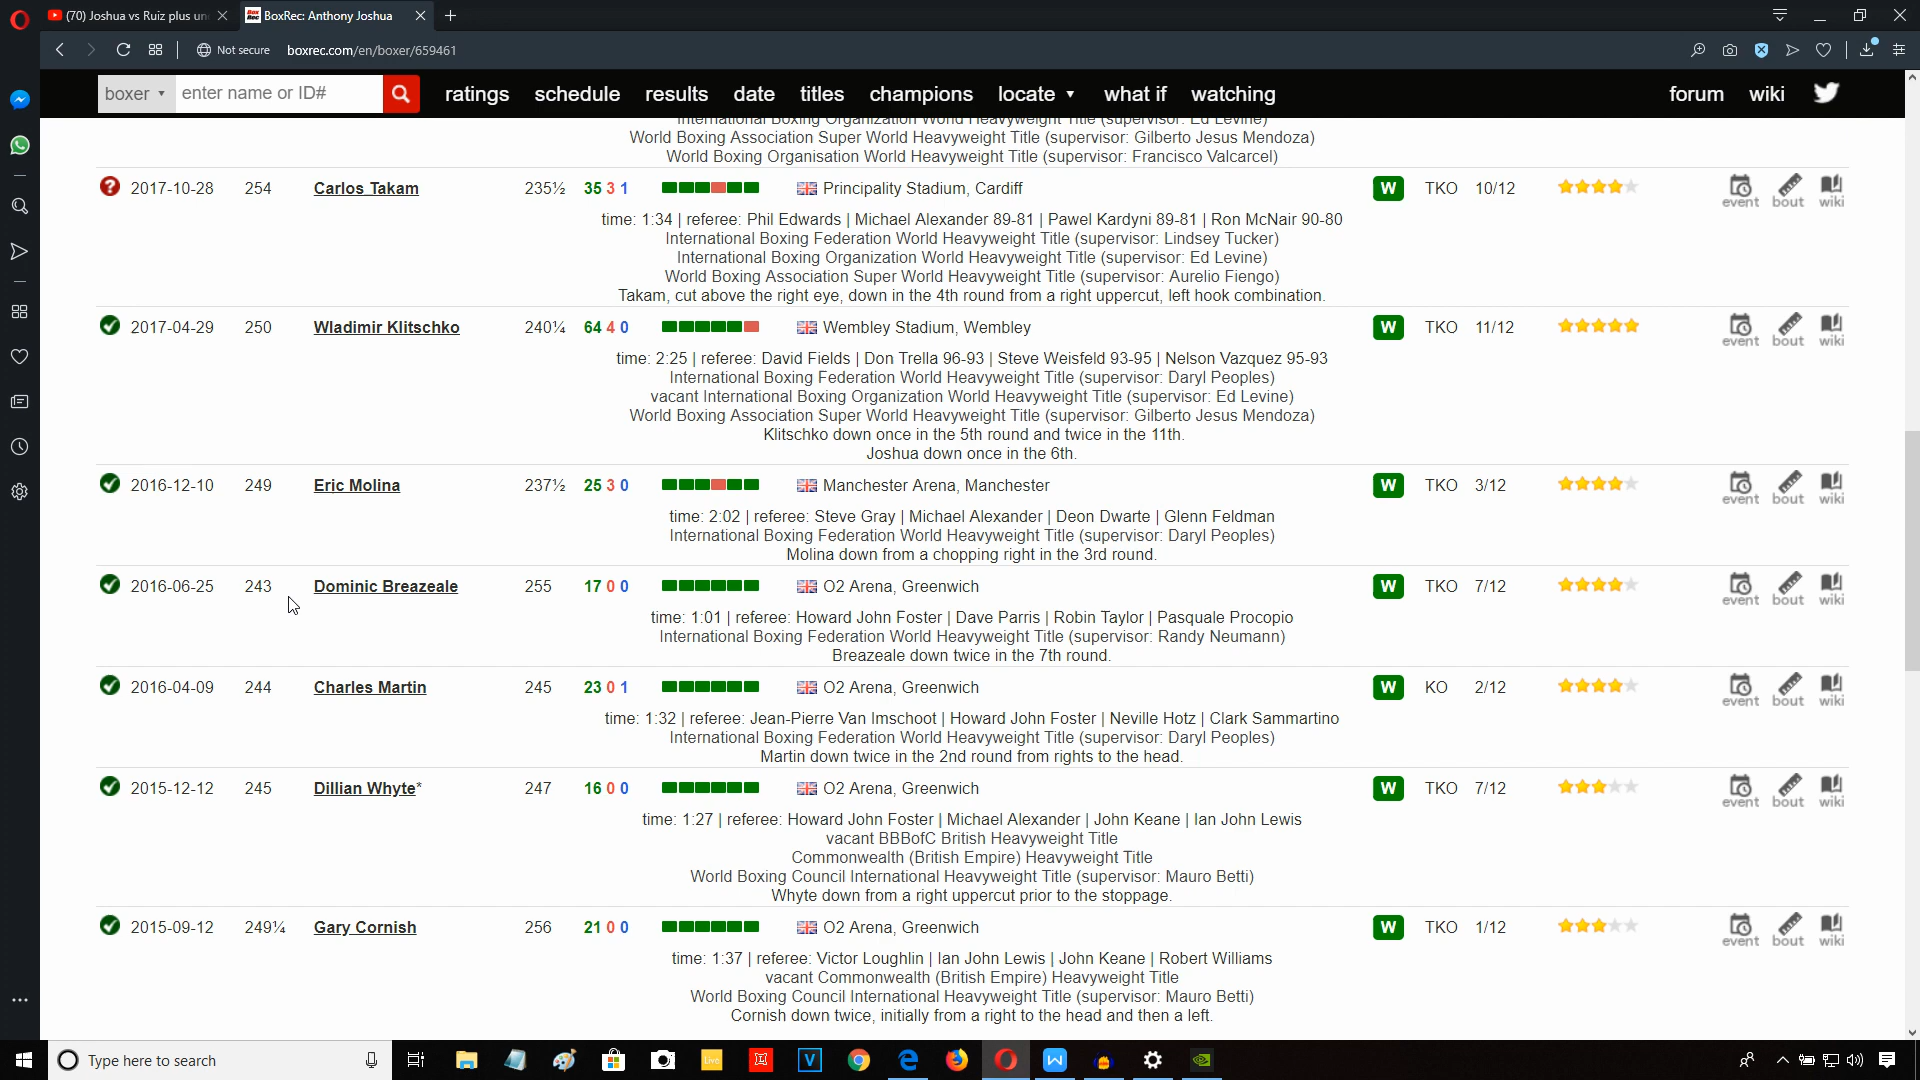 (70) Joshua vs Ruiz plus un
BoxRec: Anthony Joshua
Not secure boxrec.com/en/boxer/659461
boxer enter name or ID# ratings schedule results date titles champions locate what if watching forum wiki
International Boxing Organization World Heavyweight Title (supervisor: Ed Levine)
World Boxing Association Super World Heavyweight Title (supervisor: Gilberto Jesus Mendoza)
World Boxing Organisation World Heavyweight Title (supervisor: Francisco Valcarcel)
2017-10-28 254 Carlos Takam 235½ 35 3 1 Principality Stadium, Cardiff W TKO 10/12 event bout wiki
time: 1:34 | referee: Phil Edwards | Michael Alexander 89-81 | Pawel Kardyni 89-81 | Ron McNair 90-80
International Boxing Federation World Heavyweight Title (supervisor: Lindsey Tucker)
International Boxing Organization World Heavyweight Title (supervisor: Ed Levine)
World Boxing Association Super World Heavyweight Title (supervisor: Aurelio Fiengo)
Takam, cut above the right eye, down in the 4th round from a right uppercut, left hook combination.
2017-04-29 250 Wladimir Klitschko 240¼ 64 4 0 Wembley Stadium, Wembley W TKO 11/12 event bout wiki
time: 2:25 | referee: David Fields | Don Trella 96-93 | Steve Weisfeld 93-95 | Nelson Vazquez 95-93
International Boxing Federation World Heavyweight Title (supervisor: Daryl Peoples)
vacant International Boxing Organization World Heavyweight Title (supervisor: Ed Levine)
World Boxing Association Super World Heavyweight Title (supervisor: Gilberto Jesus Mendoza)
Klitschko down once in the 5th round and twice in the 11th.
Joshua down once in the 6th.
2016-12-10 249 Eric Molina 237½ 25 3 0 Manchester Arena, Manchester W TKO 3/12 event bout wiki
time: 2:02 | referee: Steve Gray | Michael Alexander | Deon Dwarte | Glenn Feldman
International Boxing Federation World Heavyweight Title (supervisor: Daryl Peoples)
Molina down from a chopping right in the 3rd round.
2016-06-25 243 Dominic Breazeale 255 17 0 0 O2 Arena, Greenwich W TKO 7/12 event bout wiki
time: 1:01 | referee: Howard John Foster | Dave Parris | Robin Taylor | Pasquale Procopio
International Boxing Federation World Heavyweight Title (supervisor: Randy Neumann)
Breazeale down twice in the 7th round.
2016-04-09 244 Charles Martin 245 23 0 1 O2 Arena, Greenwich W KO 2/12 event bout wiki
time: 1:32 | referee: Jean-Pierre Van Imschoot | Howard John Foster | Neville Hotz | Clark Sammartino
International Boxing Federation World Heavyweight Title (supervisor: Daryl Peoples)
Martin down twice in the 2nd round from rights to the head.
2015-12-12 245 Dillian Whyte* 247 16 0 0 O2 Arena, Greenwich W TKO 7/12 event bout wiki
time: 1:27 | referee: Howard John Foster | Michael Alexander | John Keane | Ian John Lewis
vacant BBBofC British Heavyweight Title
Commonwealth (British Empire) Heavyweight Title
World Boxing Council International Heavyweight Title (supervisor: Mauro Betti)
Whyte down from a right uppercut prior to the stoppage.
2015-09-12 249¼ Gary Cornish 256 21 0 0 O2 Arena, Greenwich W TKO 1/12 event bout wiki
time: 1:37 | referee: Victor Loughlin | Ian John Lewis | John Keane | Robert Williams
vacant Commonwealth (British Empire) Heavyweight Title
World Boxing Council International Heavyweight Title (supervisor: Mauro Betti)
Cornish down twice, initially from a right to the head and then a left.
Type here to search